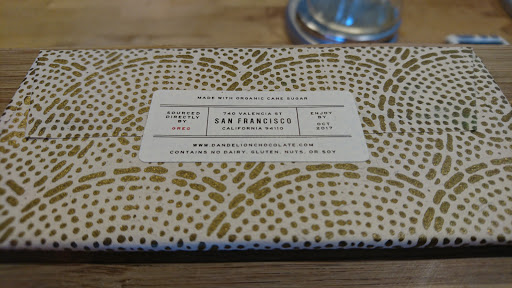 MADE WITH ORGANIC CANE SUGAR
SOURCED
DIRECTLY
BY
GREG
740 VALENCIA ST
SAN FRANCISCO
CALIFORNIA 94110
ENJOY
BY
OCT
2017
WWW.DANDELIONCHOCOLATE.COM
CONTAINS NO DAIRY, GLUTEN, NUTS, OR SOY